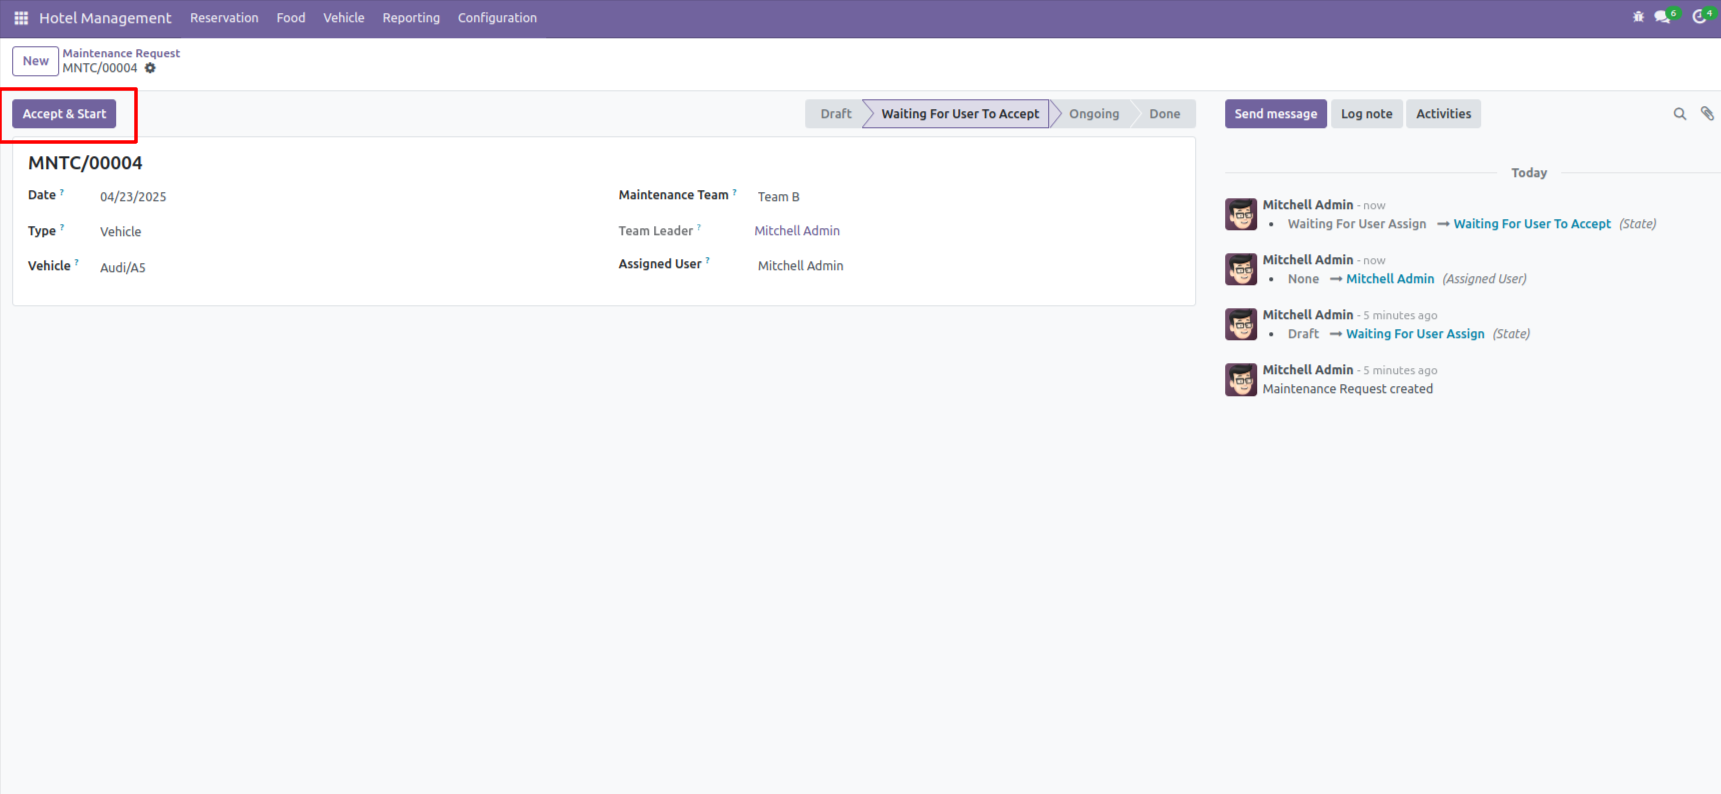 Hotel Management Reservation Food Vehicle Reporting Configuration 6 4
New Maintenance Request
MNTC/00004
Accept & Start Draft Waiting For User To Accept Ongoing Done Send message Log note Activities
MNTC/00004
Date ? 04/23/2025
Type ? Vehicle
Vehicle ? Audi/A5
Maintenance Team ? Team B
Team Leader ? Mitchell Admin
Assigned User ? Mitchell Admin
Today
Mitchell Admin - now
• Waiting For User Assign → Waiting For User To Accept (State)
Mitchell Admin - now
• None → Mitchell Admin (Assigned User)
Mitchell Admin - 5 minutes ago
• Draft → Waiting For User Assign (State)
Mitchell Admin - 5 minutes ago
Maintenance Request created